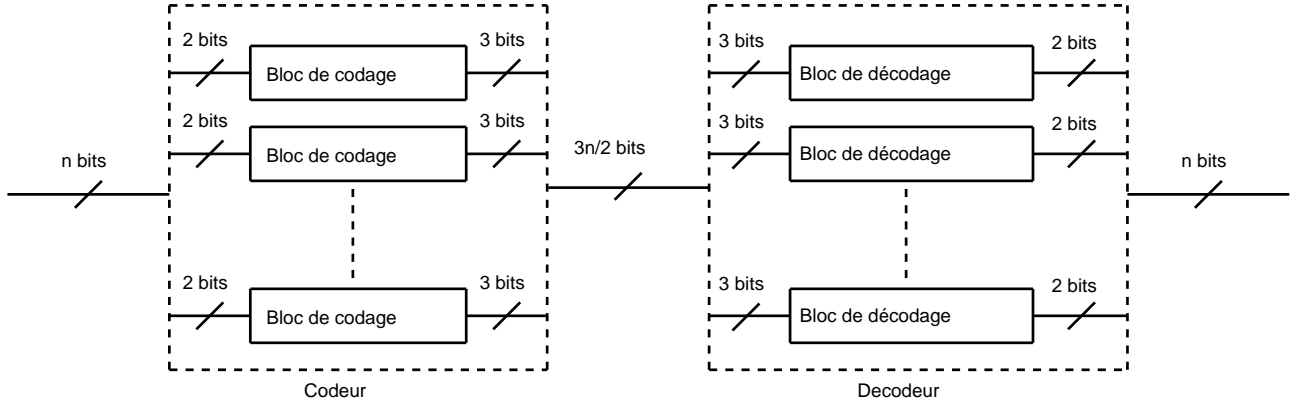 2 bits
Bloc de codage
3 bits
2 bits
Bloc de codage
3 bits
2 bits
Bloc de codage
3 bits
n bits
Codeur
3n/2 bits
3 bits
Bloc de décodage
2 bits
3 bits
Bloc de décodage
2 bits
3 bits
Bloc de décodage
2 bits
Decodeur
n bits